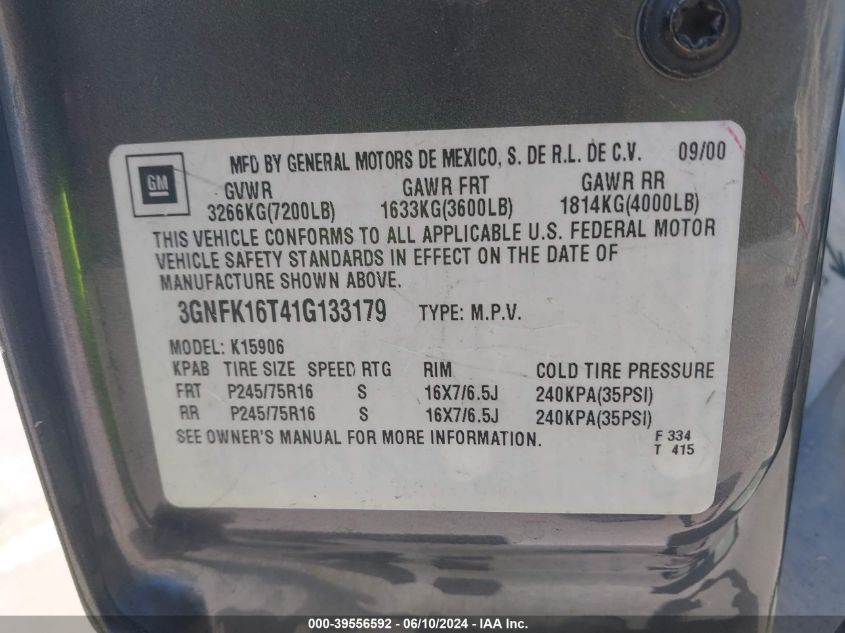 GM
MFD BY GENERAL MOTORS DE MEXICO, S. DE R.L. DE C.V. 09/00
GVWR GAWR FRT GAWR RR
3266KG(7200LB) 1633KG(3600LB) 1814KG(4000LB)
THIS VEHICLE CONFORMS TO ALL APPLICABLE U.S. FEDERAL MOTOR
VEHICLE SAFETY STANDARDS IN EFFECT ON THE DATE OF
MANUFACTURE SHOWN ABOVE.
3GNFK16T41G133179 TYPE: M.P.V.
MODEL: K15906
KPAB TIRE SIZE SPEED RTG RIM COLD TIRE PRESSURE
FRT P245/75R16 S 16X7/6.5J 240KPA(35PSI)
RR P245/75R16 S 16X7/6.5J 240KPA(35PSI)
SEE OWNER'S MANUAL FOR MORE INFORMATION. F 334
T 415
000-39556592 - 06/10/2024 - IAA, Inc.